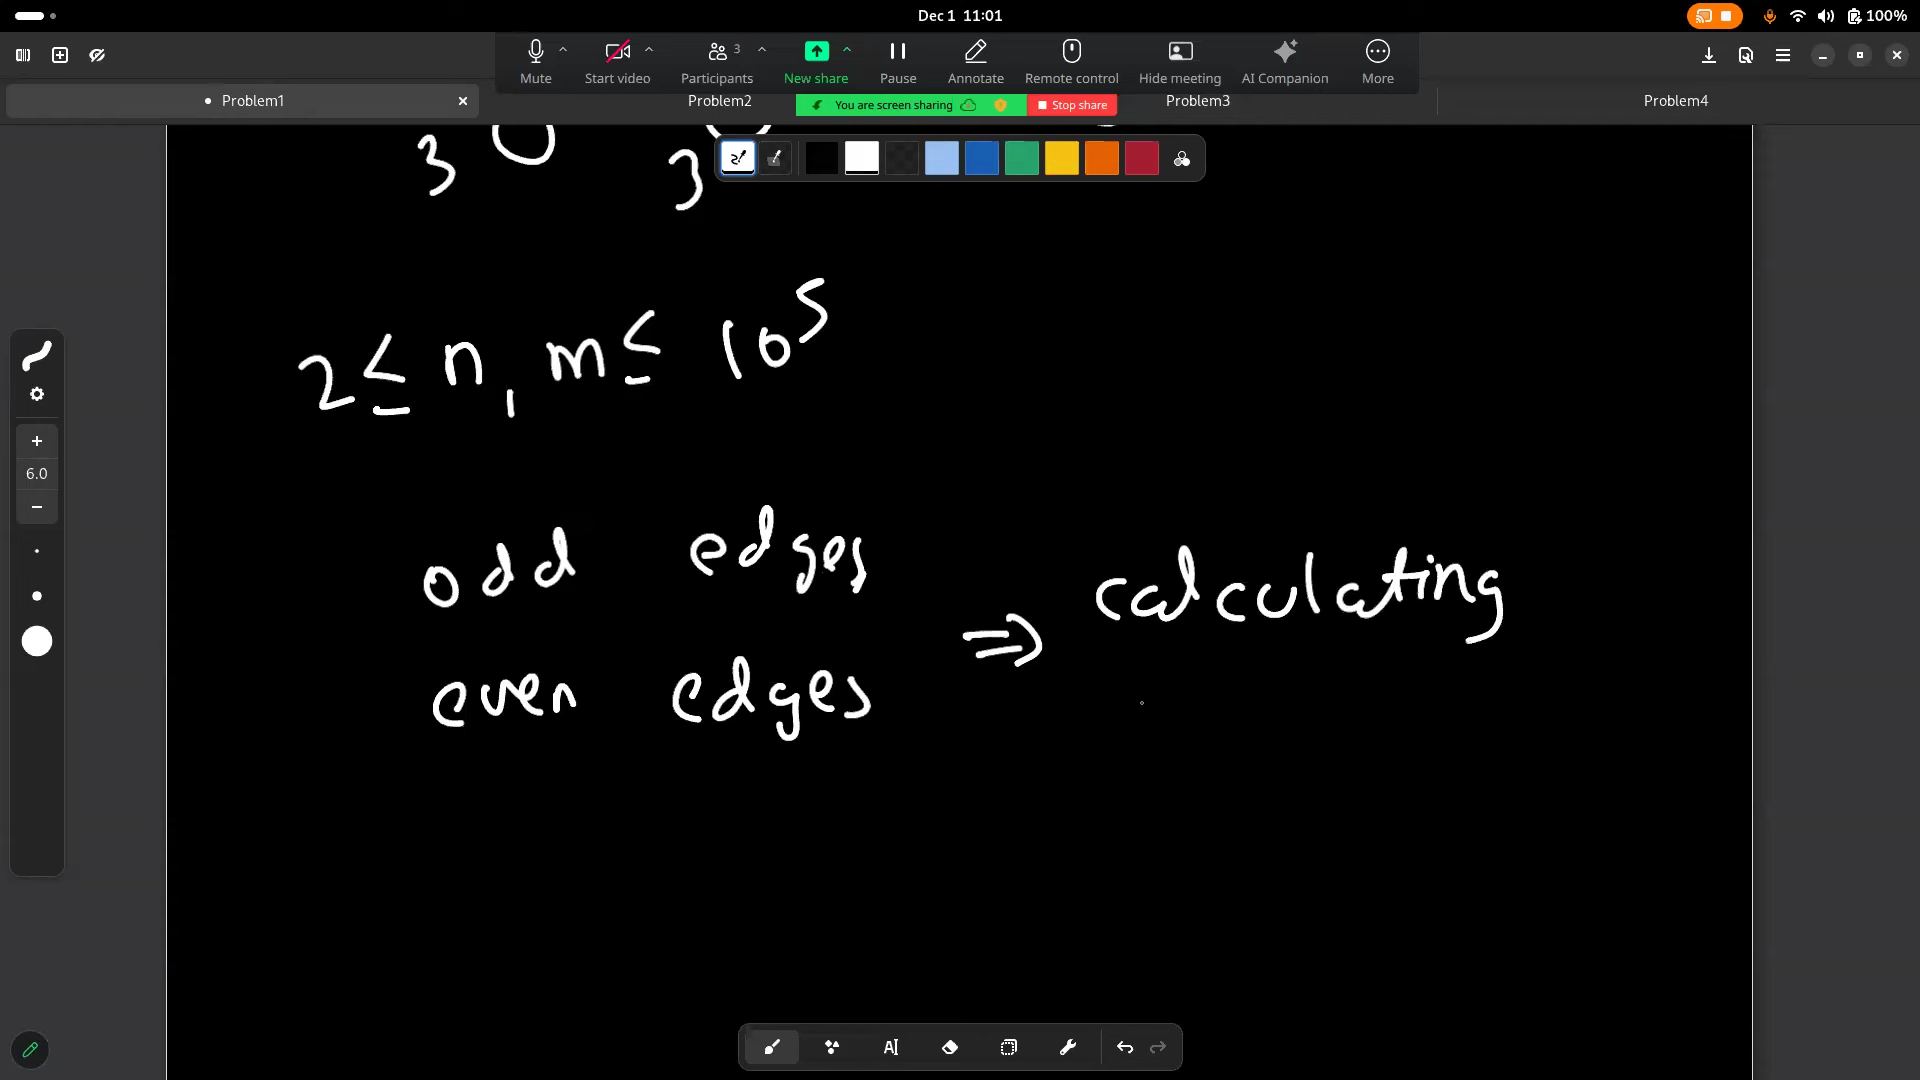 Dec 1 11:01
100%
Mute
Start video
Participants 3
New share
Pause
Annotate
Remote control
Hide meeting
AI Companion
More
Problem1
Problem2
You are screen sharing
Stop share
Problem3
Problem4
3 3
2 ≤ n, m ≤ 10^5
6.0
odd edges
even edges
⇒ calculating